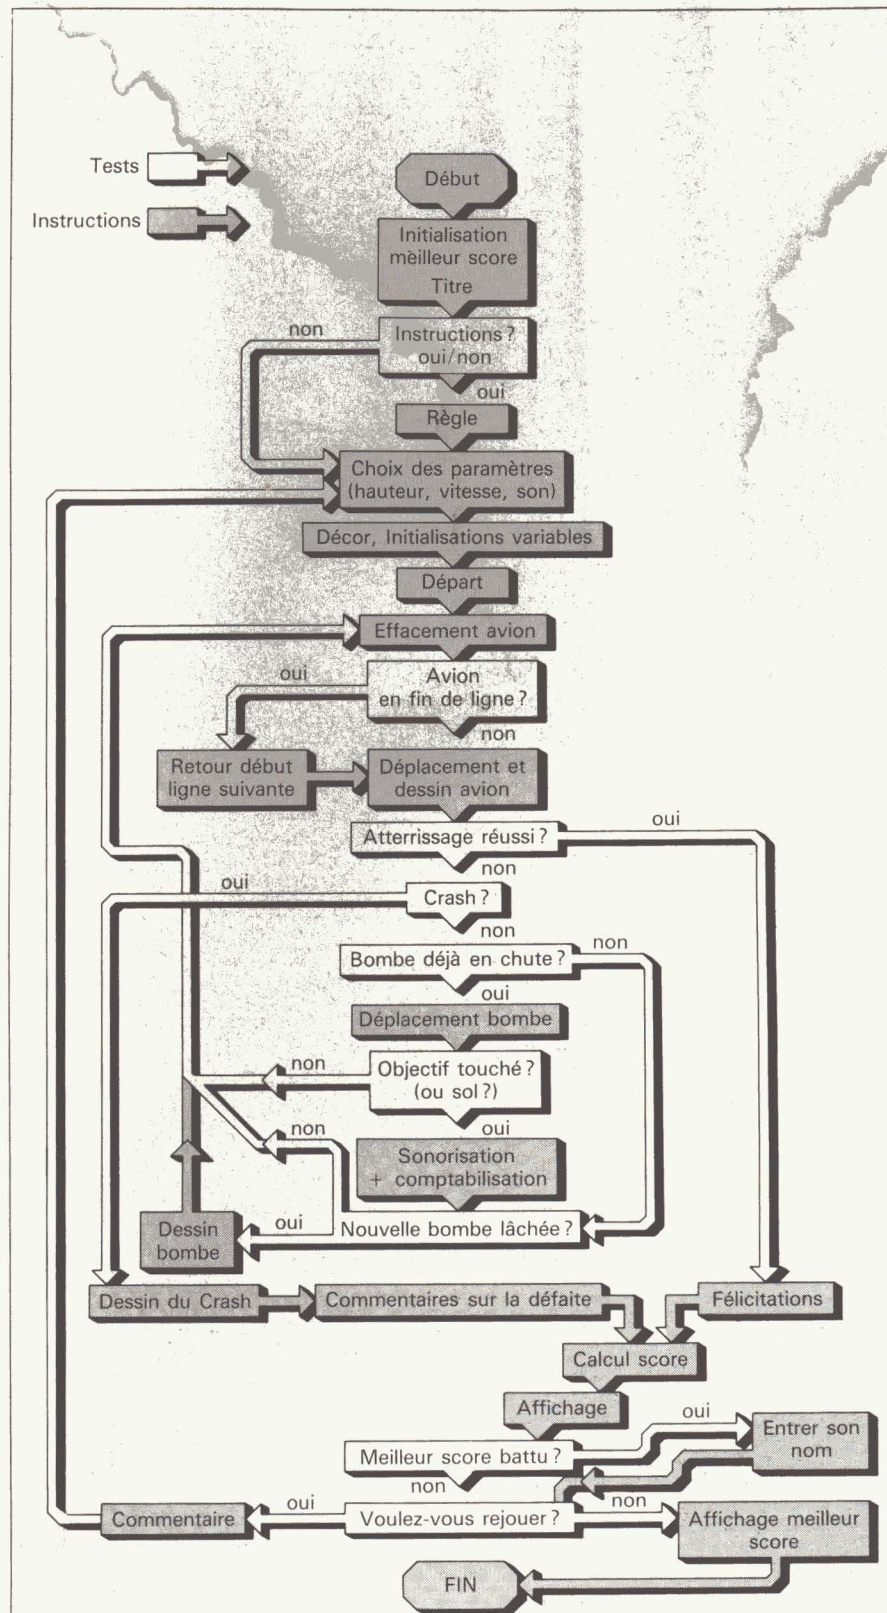 Tests
Début
Instructions
Initialisation
meilleur score
Titre
non
Instructions ?
oui/non
oui
Règle
Choix des paramètres
(hauteur, vitesse, son)
Décor, Initialisations variables
Départ
Effacement avion
oui
Avion
en fin de ligne ?
non
Retour début
ligne suivante
Déplacement et
dessin avion
Atterrissage réussi ?
oui
non
oui
Crash ?
non
Bombe déjà en chute ?
non
oui
Déplacement bombe
non
Objectif touché ?
(ou sol ?)
non
oui
Sonorisation
+ comptabilisation
Dessin
bombe
oui
Nouvelle bombe lâchée ?
Dessin du Crash
Commentaires sur la défaite
Félicitations
Calcul score
Affichage
oui
Meilleur score battu ?
Entrer son
nom
non
Commentaire
oui
Voulez-vous rejouer ?
non
Affichage meilleur
score
FIN